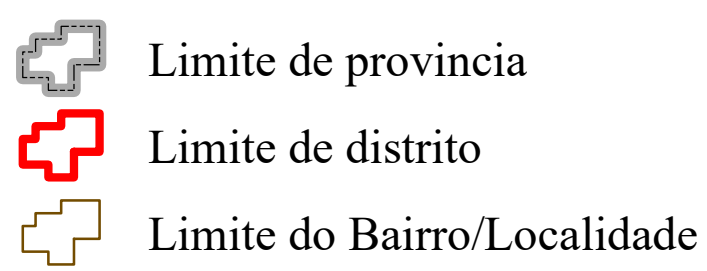 Limite de provincia
Limite de distrito
Limite do Bairro/Localidade